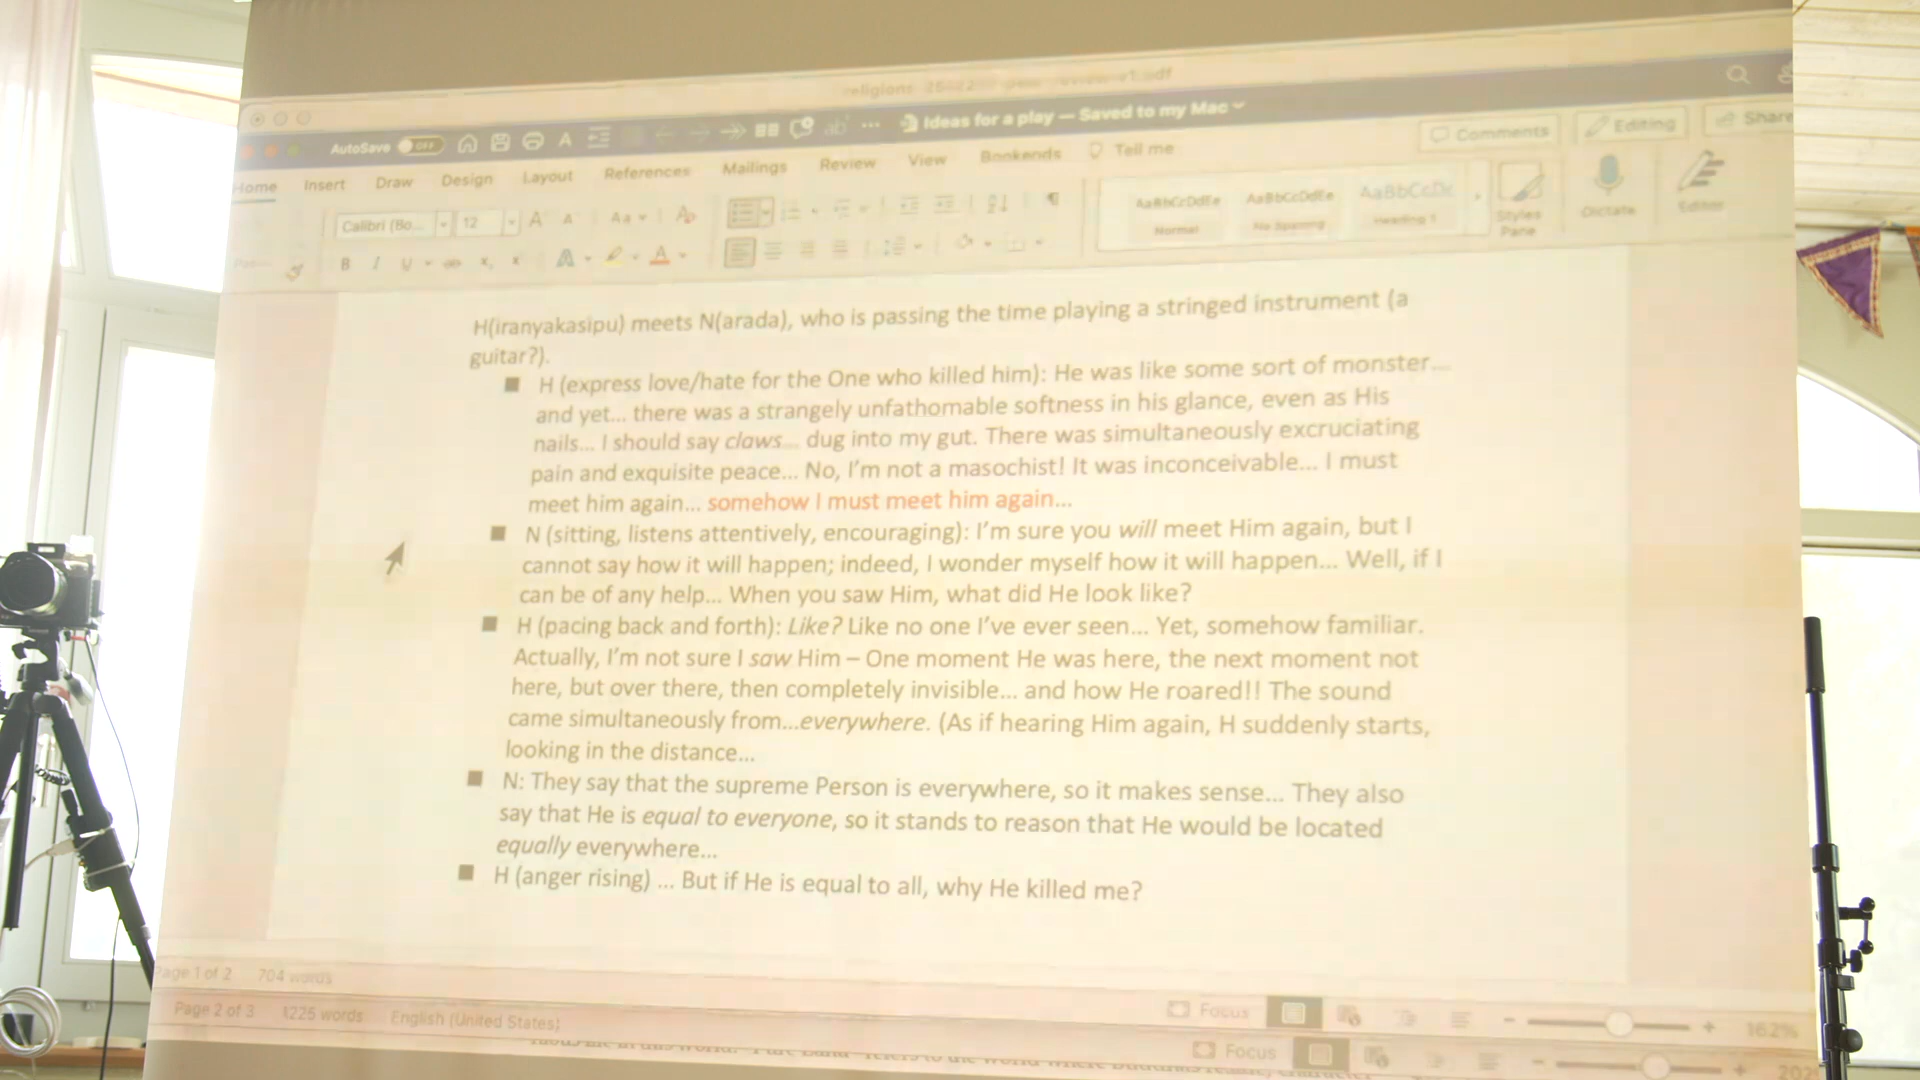 AutoSave OFF Ideas for a play — Saved to my Mac
Home Insert Draw Design Layout References Mailings Review View Bookends Tell me Comments Editing Share
Calibri (Bo... 12 AaBbCcDdEe AaBbCcDdEe AaBbCcDc
Normal No Spacing Heading 1 Styles Pane Dictate Editor
H(iranyakasipu) meets N(arada), who is passing the time playing a stringed instrument (a
guitar?).
■ H (express love/hate for the One who killed him): He was like some sort of monster...
and yet... there was a strangely unfathomable softness in his glance, even as His
nails... I should say claws... dug into my gut. There was simultaneously excruciating
pain and exquisite peace... No, I'm not a masochist! It was inconceivable... I must
meet him again... somehow I must meet him again...
■ N (sitting, listens attentively, encouraging): I'm sure you will meet Him again, but I
cannot say how it will happen; indeed, I wonder myself how it will happen... Well, if I
can be of any help... When you saw Him, what did He look like?
■ H (pacing back and forth): Like? Like no one I've ever seen... Yet, somehow familiar.
Actually, I'm not sure I saw Him – One moment He was here, the next moment not
here, but over there, then completely invisible... and how He roared!! The sound
came simultaneously from...everywhere. (As if hearing Him again, H suddenly starts,
looking in the distance...
■ N: They say that the supreme Person is everywhere, so it makes sense... They also
say that He is equal to everyone, so it stands to reason that He would be located
equally everywhere...
■ H (anger rising) ... But if He is equal to all, why He killed me?
Page 1 of 2 704 words
Focus 162%
Page 2 of 3 1225 words English (United States)
Focus